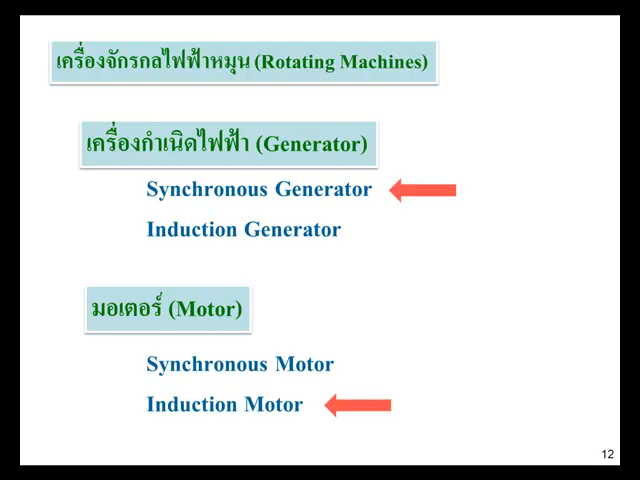 เครื่องจักรกลไฟฟ้าหมุน (Rotating Machines)
เครื่องกำเนิดไฟฟ้า (Generator)
Synchronous Generator
Induction Generator
มอเตอร์ (Motor)
Synchronous Motor
Induction Motor
12